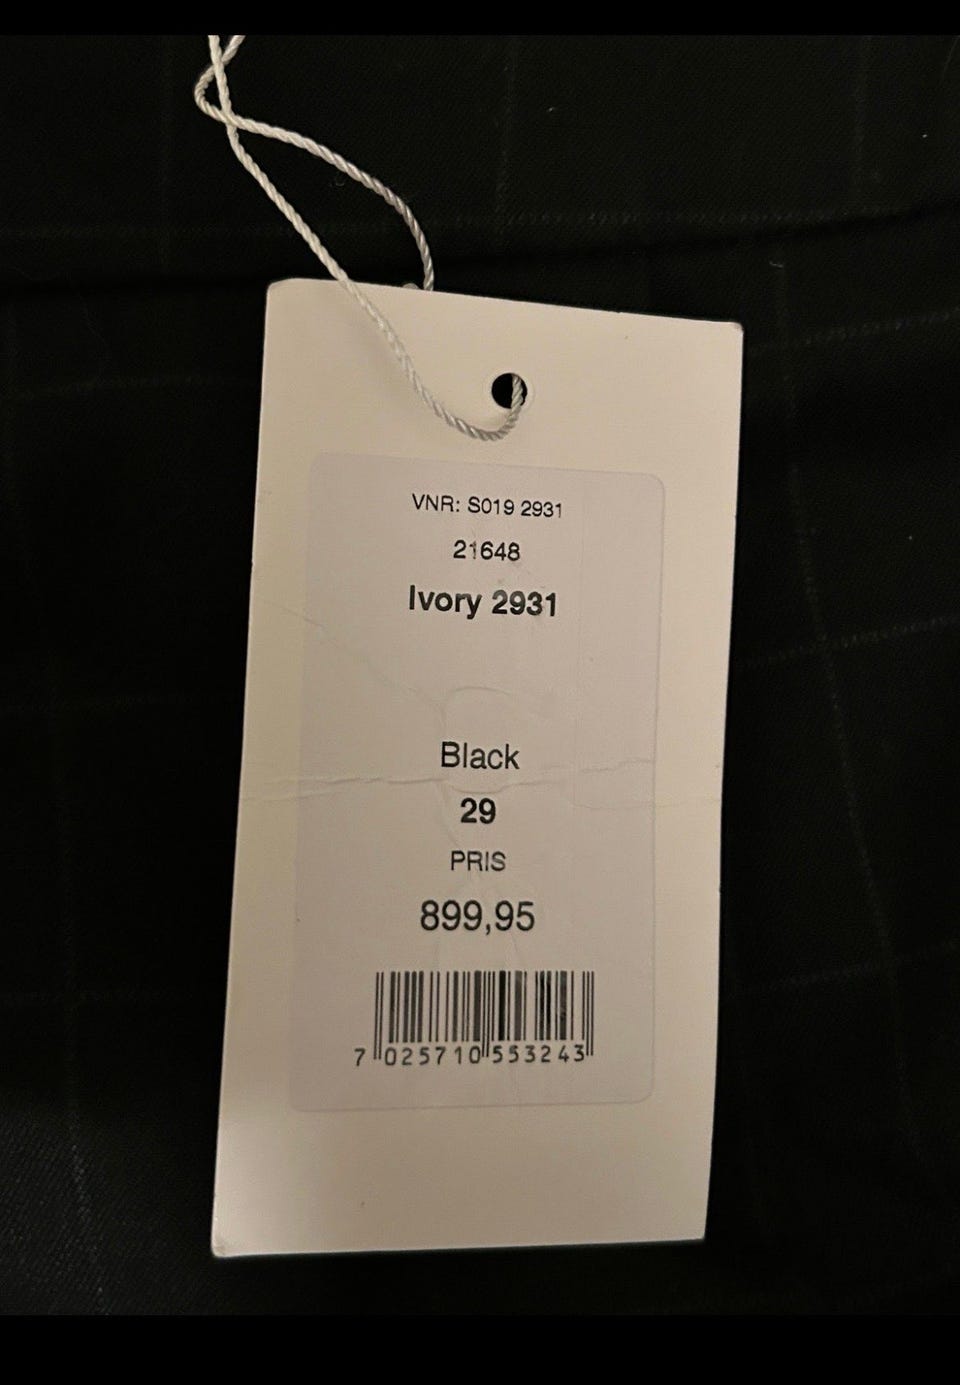 VNR: S019 2931
21648
Ivory 2931
Black
29
PRIS
899,95
7 025710 553243